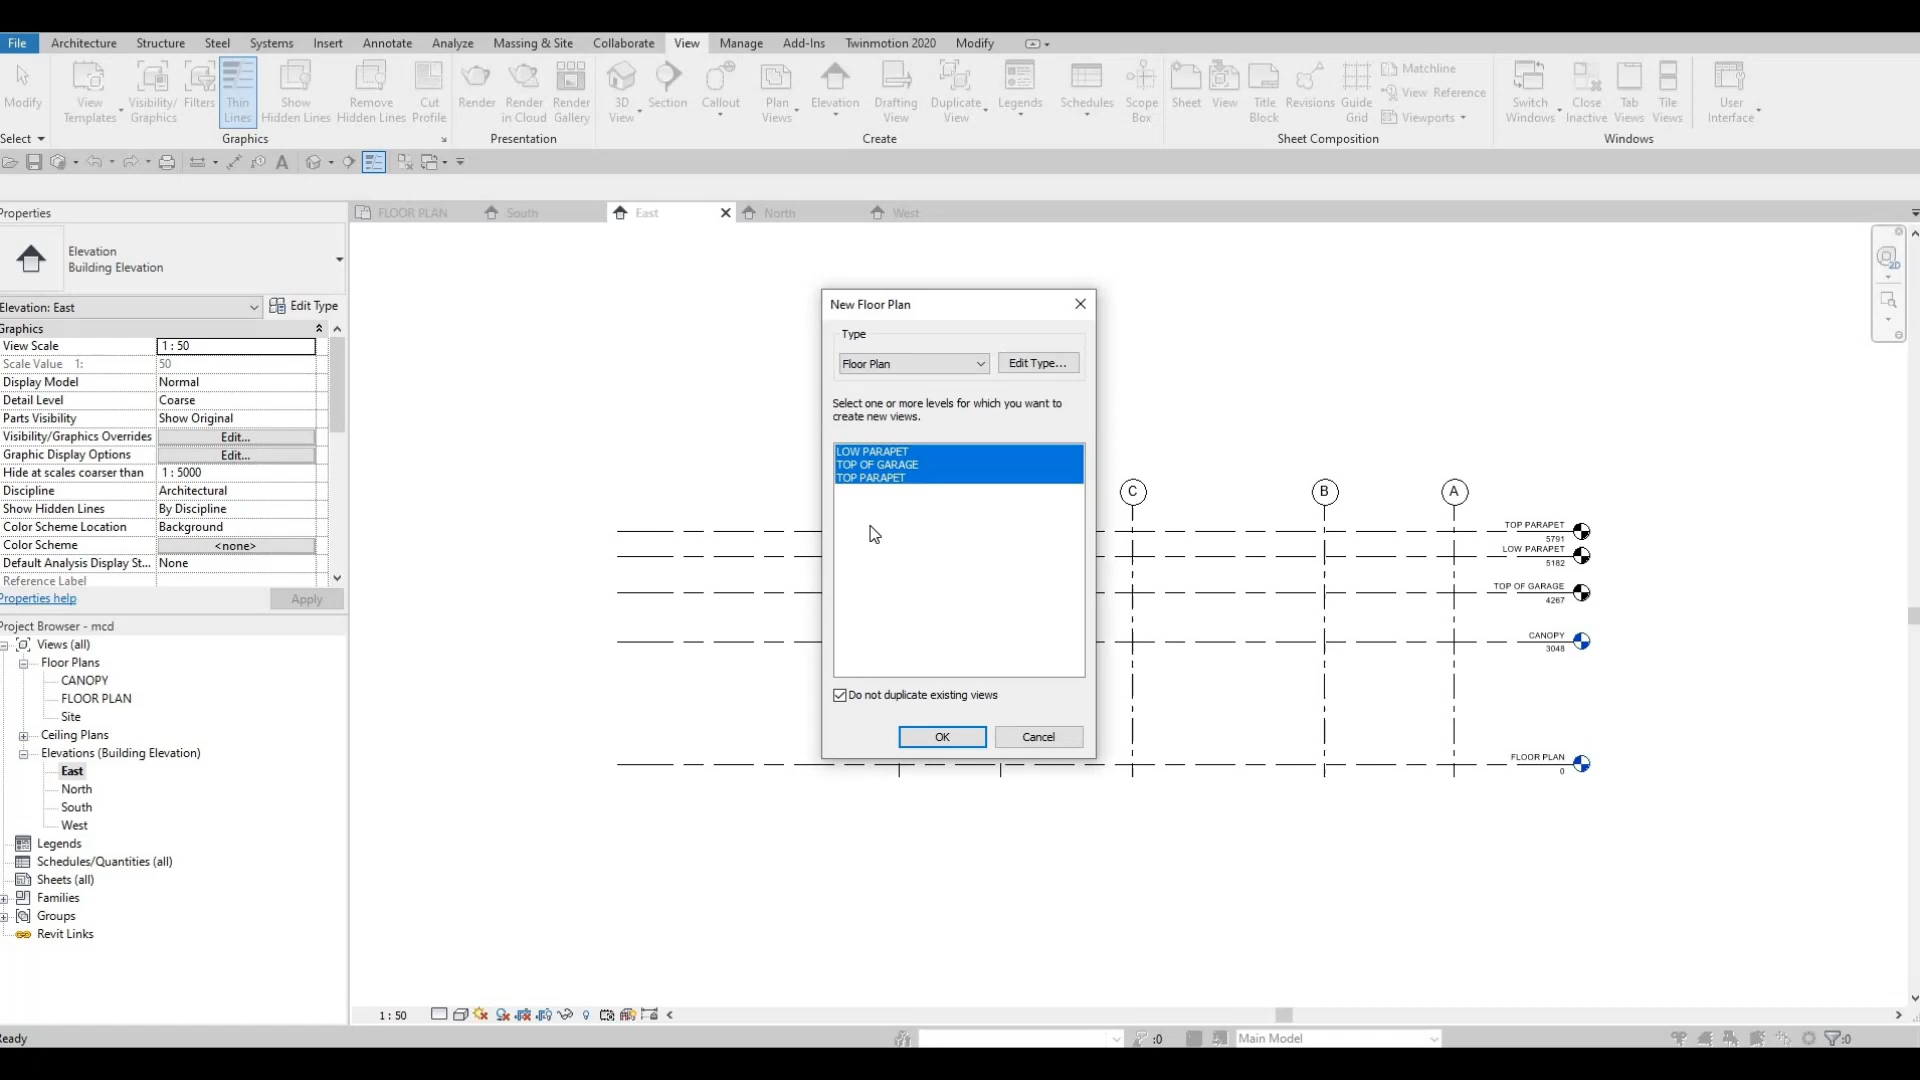 File Architecture Structure Steel Systems Insert Annotate Analyze Massing & Site Collaborate View Manage Add-Ins Twinmotion 2020 Modify
Modify
View Templates
Visibility/ Graphics
Filters
Thin Lines
Show Hidden Lines
Remove Hidden Lines
Cut Profile
Render
Render in Cloud
Render Gallery
3D View
Section
Callout
Plan Views
Elevation
Drafting View
Duplicate View
Legends
Schedules
Scope Box
Sheet
View
Title Block
Revisions
Guide Grid
Matchline
View Reference
Viewports
Switch Windows
Close Inactive
Tab Views
Tile Views
User Interface
Select Graphics Presentation Create Sheet Composition Windows
Properties
FLOOR PLAN South East North West
Elevation
Building Elevation
Elevation: East Edit Type
Graphics
View Scale 1 : 50
Scale Value 1: 50
Display Model Normal
Detail Level Coarse
Parts Visibility Show Original
Visibility/Graphics Overrides Edit...
Graphic Display Options Edit...
Hide at scales coarser than 1 : 5000
Discipline Architectural
Show Hidden Lines By Discipline
Color Scheme Location Background
Color Scheme <none>
Default Analysis Display St... None
Reference Label
Properties help Apply
Project Browser - mcd
Views (all)
Floor Plans
CANOPY
FLOOR PLAN
Site
Ceiling Plans
Elevations (Building Elevation)
East
North
South
West
Legends
Schedules/Quantities (all)
Sheets (all)
Families
Groups
Revit Links
New Floor Plan
Type
Floor Plan Edit Type...
Select one or more levels for which you want to
create new views.
LOW PARAPET
TOP OF GARAGE
TOP PARAPET
Do not duplicate existing views
OK Cancel
C B A
TOP PARAPET
5791
LOW PARAPET
5182
TOP OF GARAGE
4267
CANOPY
3048
FLOOR PLAN
0
2D
1 : 50
Ready :0 Main Model :0